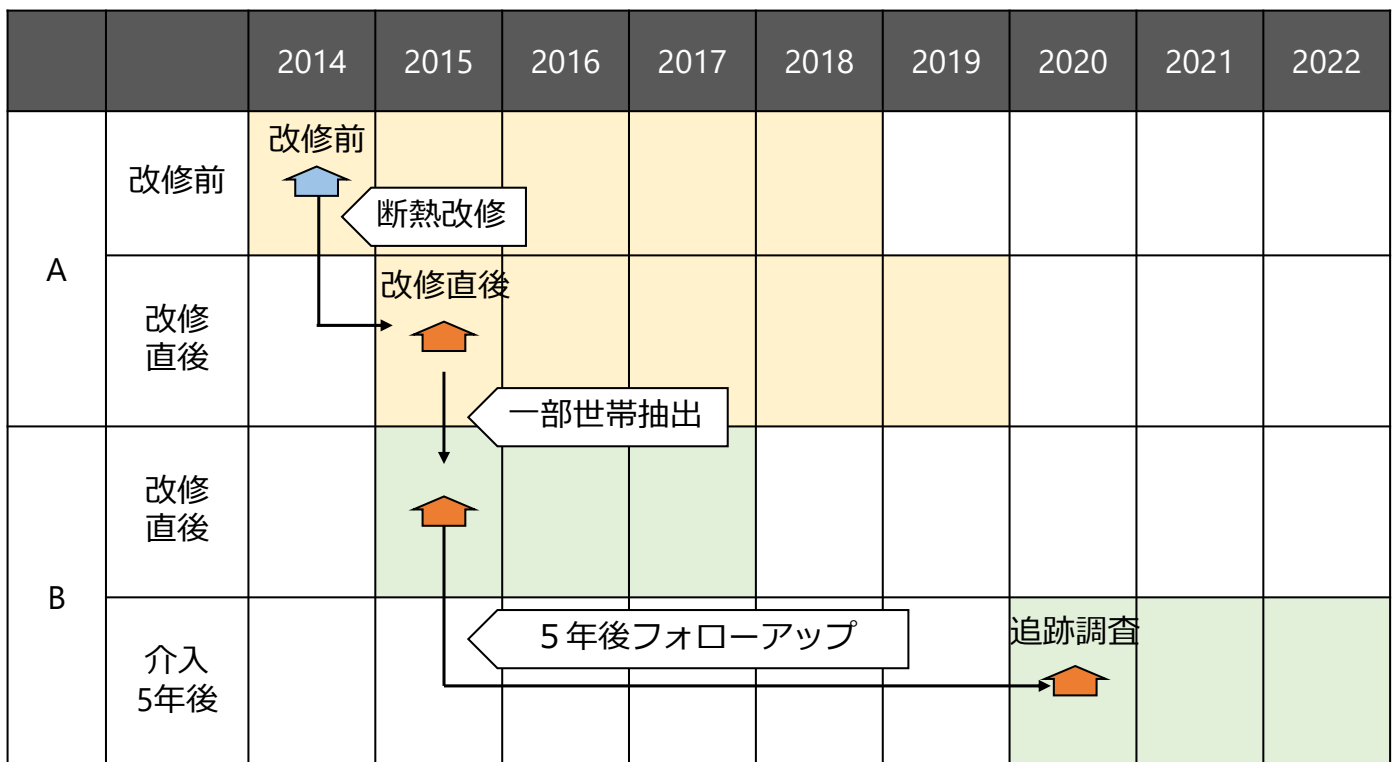 2014 2015 2016 2017 2018 2019 2020 2021 2022
A
改修前
改修前
断熱改修
改修
直後
改修直後
一部世帯抽出
B
改修
直後
介入
5年後
5年後フォローアップ
追跡調査